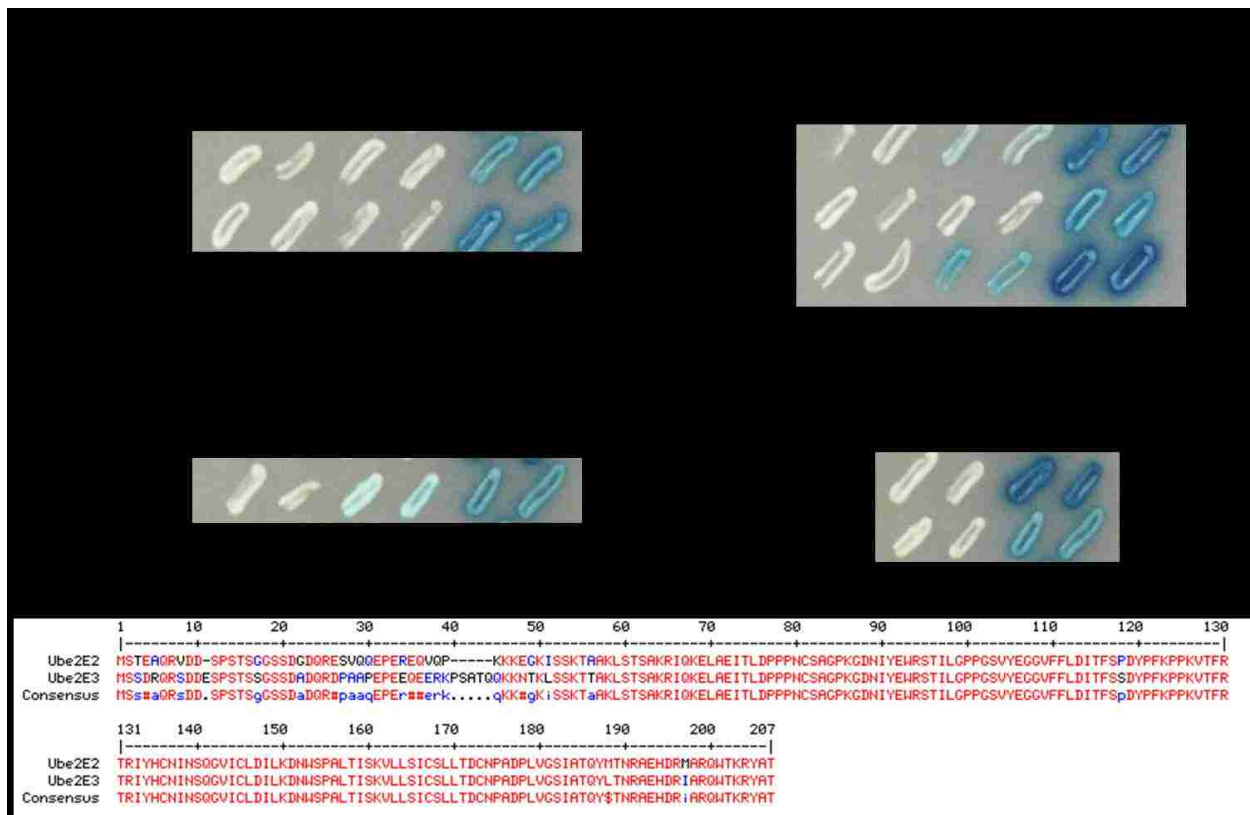 1 10 20 30 40 50 60 70 80 90 100 110 120 130
|--------+---------+---------+---------+---------+---------+---------+---------+---------+---------+---------+---------+---------|
Ube2E2 MSTEAQRVDD-SPSTSGGSSDGDQRESVQQEPEREQVQP-----KKKEGKISSKTAAKLSTSAKRIQKELAEITLDPPPNCSAGPKGDNIYEWRSTILGPPGSVYEGGVFFLDITFSPDYPFKPPKVTFR
Ube2E3 MSSDRQRSDDESPSTSSGSSDADQRDPAAPEPEEQEERKPSATQQKKNTKLSSKTTAKLSTSAKRIQKELAEITLDPPPNCSAGPKGDNIYEWRSTILGPPGSVYEGGVFFLDITFSSDYPFKPPKVTFR
Consensus MSs#aQRsDD.SPSTSgGSSDaDQR#paaqEPEr##erk.....qKK#gKiSSKTaAKLSTSAKRIQKELAEITLDPPPNCSAGPKGDNIYEWRSTILGPPGSVYEGGVFFLDITFSpDYPFKPPKVTFR
131 140 150 160 170 180 190 200 207
|--------+---------+---------+---------+---------+---------+---------+------|
Ube2E2 TRIYHCNINSQGVICLDILKDNWSPALTISKVLLSICSLLTDCNPADPLVGSIATQYMTNRAEHDRMARQWTKRYAT
Ube2E3 TRIYHCNINSQGVICLDILKDNWSPALTISKVLLSICSLLTDCNPADPLVGSIATQYLTNRAEHDRIARQWTKRYAT
Consensus TRIYHCNINSQGVICLDILKDNWSPALTISKVLLSICSLLTDCNPADPLVGSIATQY$TNRAEHDRiARQWTKRYAT